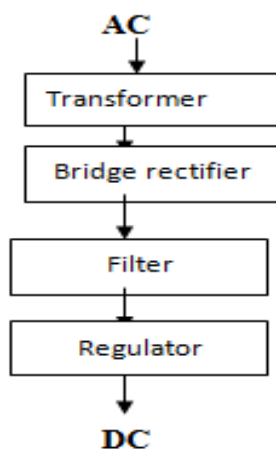 AC
Transformer
Bridge rectifier
Filter
Regulator
DC